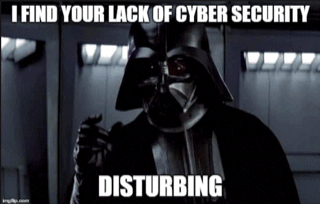 I FIND YOUR LACK OF CYBER SECURITY
DISTURBING
imgflip.com